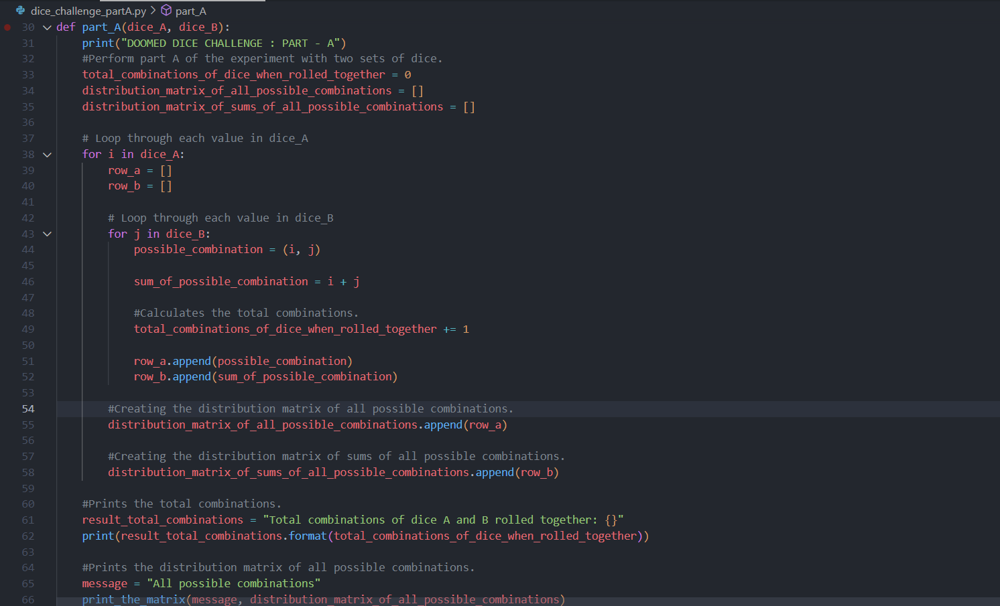 dice_challenge_partA.py > part_A
30 def part_A(dice_A, dice_B):
31 print("DOOMED DICE CHALLENGE : PART - A")
32 #Perform part A of the experiment with two sets of dice.
33 total_combinations_of_dice_when_rolled_together = 0
34 distribution_matrix_of_all_possible_combinations = []
35 distribution_matrix_of_sums_of_all_possible_combinations = []
36
37 # Loop through each value in dice_A
38 for i in dice_A:
39 row_a = []
40 row_b = []
41
42 # Loop through each value in dice_B
43 for j in dice_B:
44 possible_combination = (i, j)
45
46 sum_of_possible_combination = i + j
47
48 #Calculates the total combinations.
49 total_combinations_of_dice_when_rolled_together += 1
50
51 row_a.append(possible_combination)
52 row_b.append(sum_of_possible_combination)
53
54 #Creating the distribution matrix of all possible combinations.
55 distribution_matrix_of_all_possible_combinations.append(row_a)
56
57 #Creating the distribution matrix of sums of all possible combinations.
58 distribution_matrix_of_sums_of_all_possible_combinations.append(row_b)
59
60 #Prints the total combinations.
61 result_total_combinations = "Total combinations of dice A and B rolled together: {}"
62 print(result_total_combinations.format(total_combinations_of_dice_when_rolled_together))
63
64 #Prints the distribution matrix of all possible combinations.
65 message = "All possible combinations"
66 print_the_matrix(message, distribution_matrix_of_all_possible_combinations)